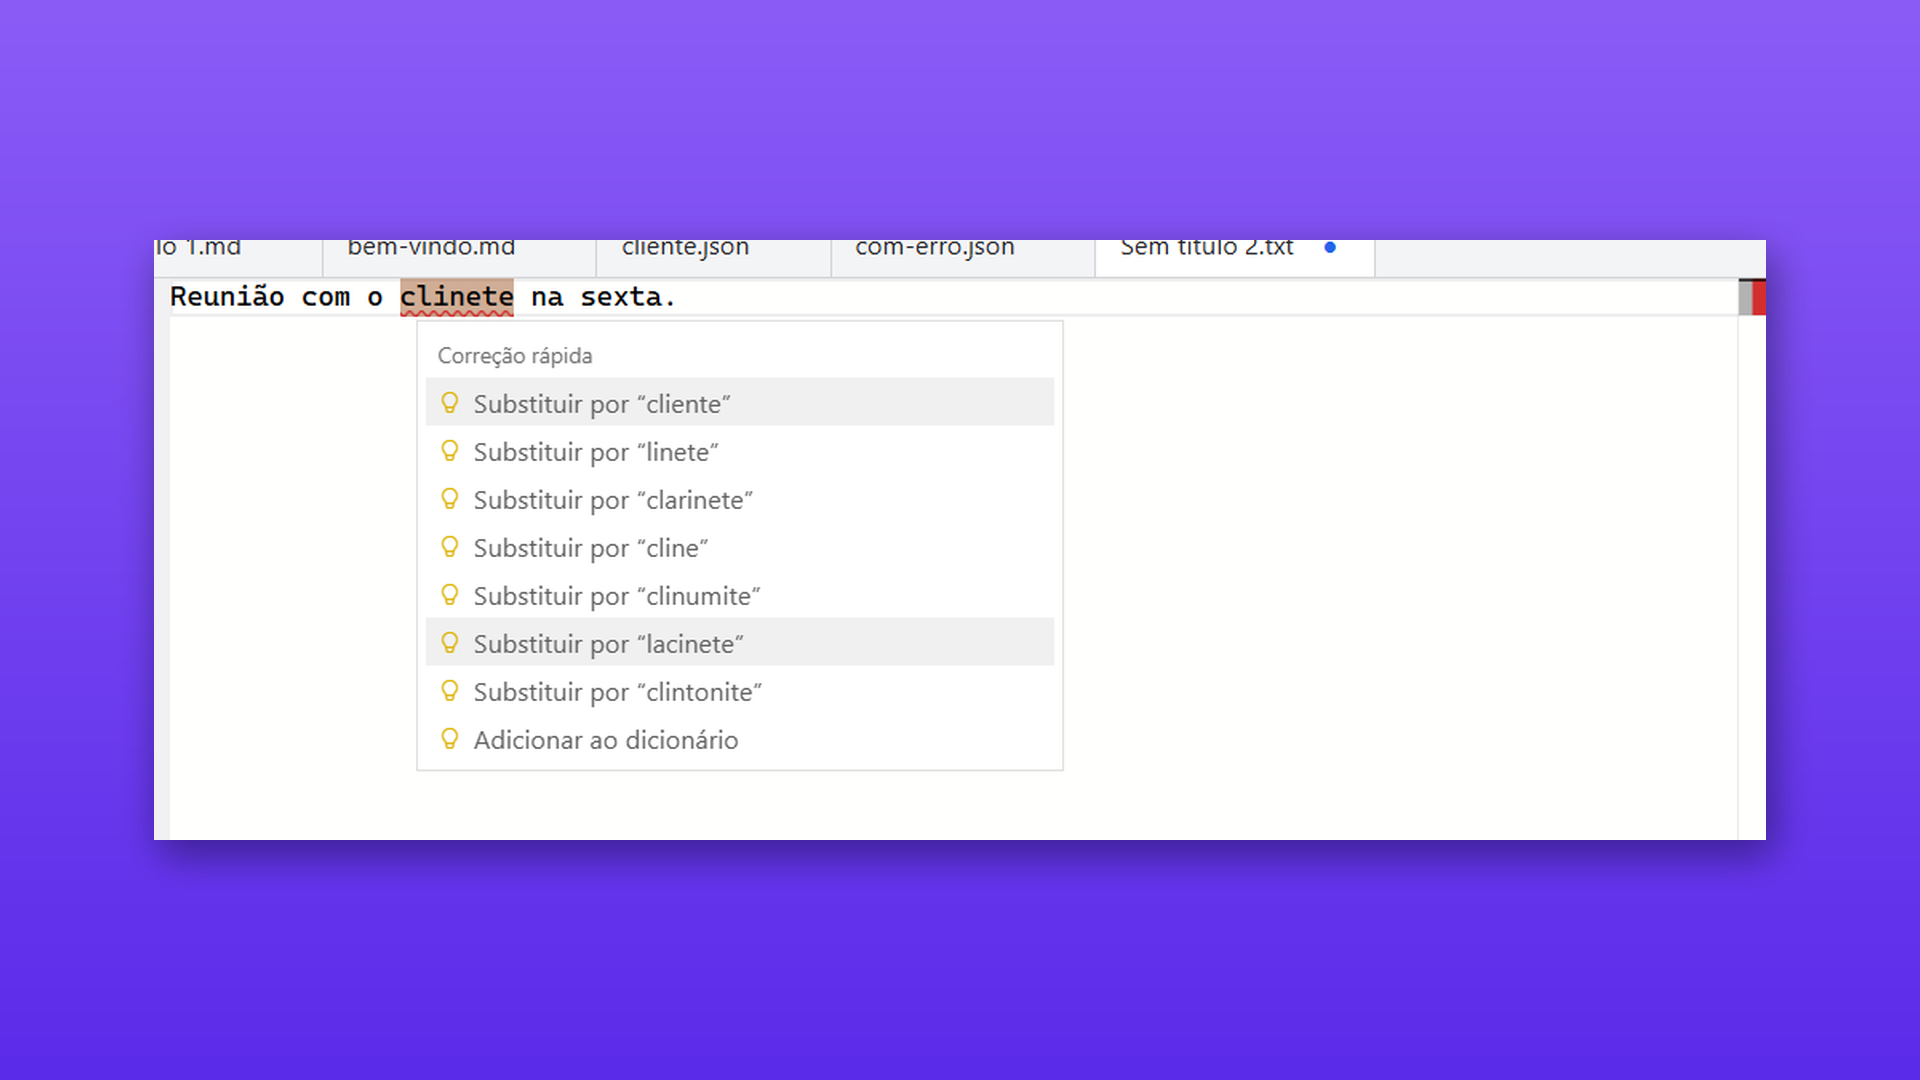 lo 1.md bem-vindo.md cliente.json com-erro.json Sem título 2.txt
Reunião com o clinete na sexta.
Correção rápida
Substituir por “cliente”
Substituir por “linete”
Substituir por “clarinete”
Substituir por “cline”
Substituir por “clinumite”
Substituir por “lacinete”
Substituir por “clintonite”
Adicionar ao dicionário